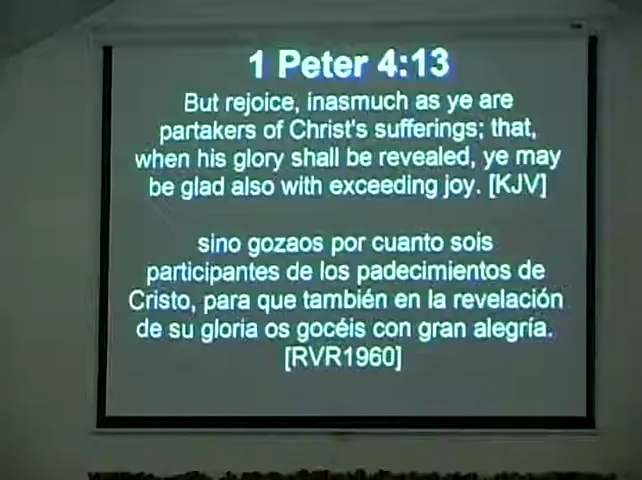 1 Peter 4:13
But rejoice, inasmuch as ye are
partakers of Christ's sufferings; that,
when his glory shall be revealed, ye may
be glad also with exceeding joy. [KJV]
sino gozaos por cuanto sois
participantes de los padecimientos de
Cristo, para que también en la revelación
de su gloria os gocéis con gran alegría.
[RVR1960]